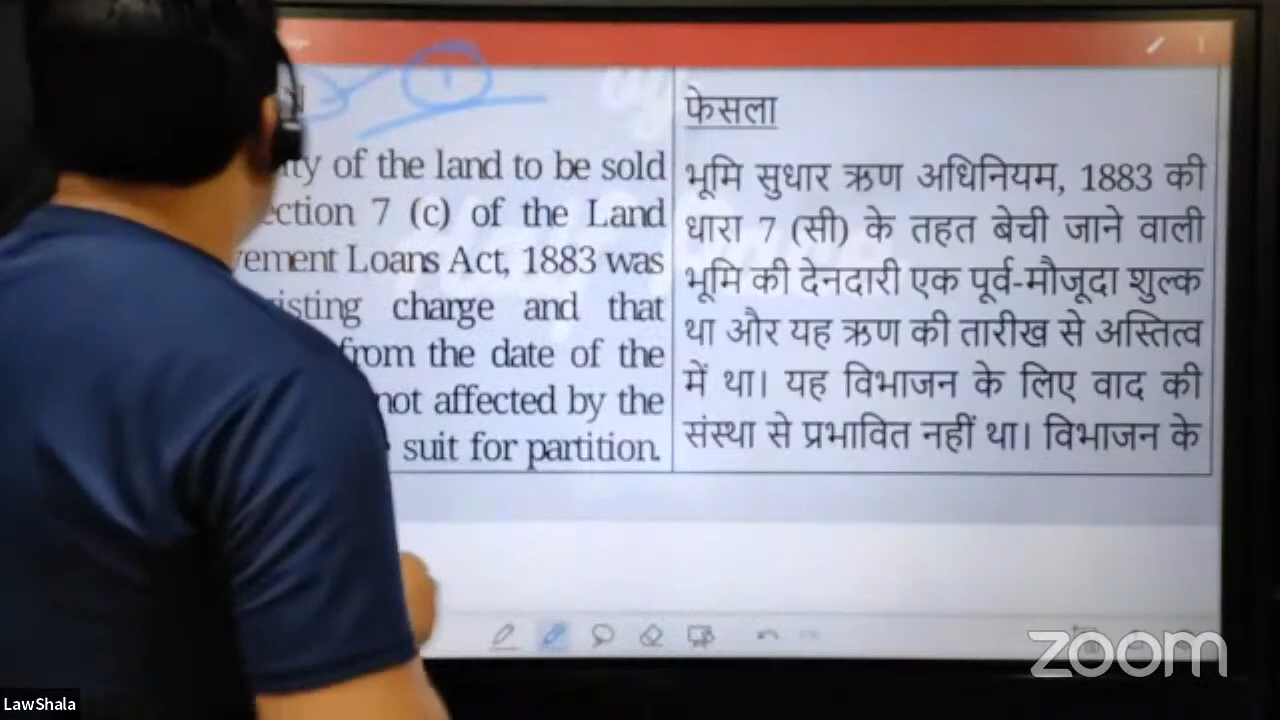 ity of the land to be sold
ection 7 (c) of the Land
vement Loans Act, 1883 was
isting charge and that
from the date of the
not affected by the
suit for partition.
फेसला
भूमि सुधार ऋण अधिनियम, 1883 की
धारा 7 (सी) के तहत बेची जाने वाली
भूमि की देनदारी एक पूर्व-मौजूदा शुल्क
था और यह ऋण की तारीख से अस्तित्व
में था। यह विभाजन के लिए वाद की
संस्था से प्रभावित नहीं था। विभाजन के
zoom
LawShala